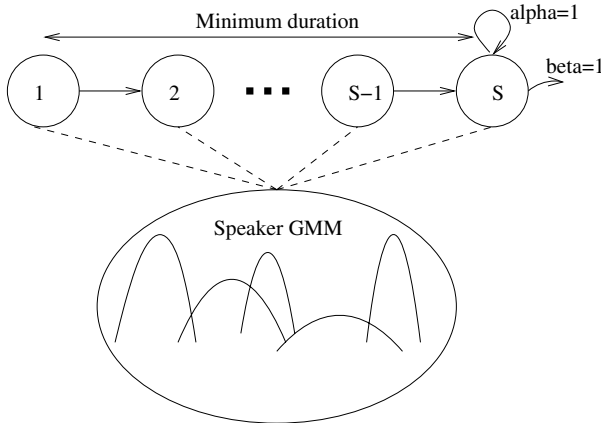 Minimum duration
alpha=1
beta=1
1 2 ... S-1 S
Speaker GMM